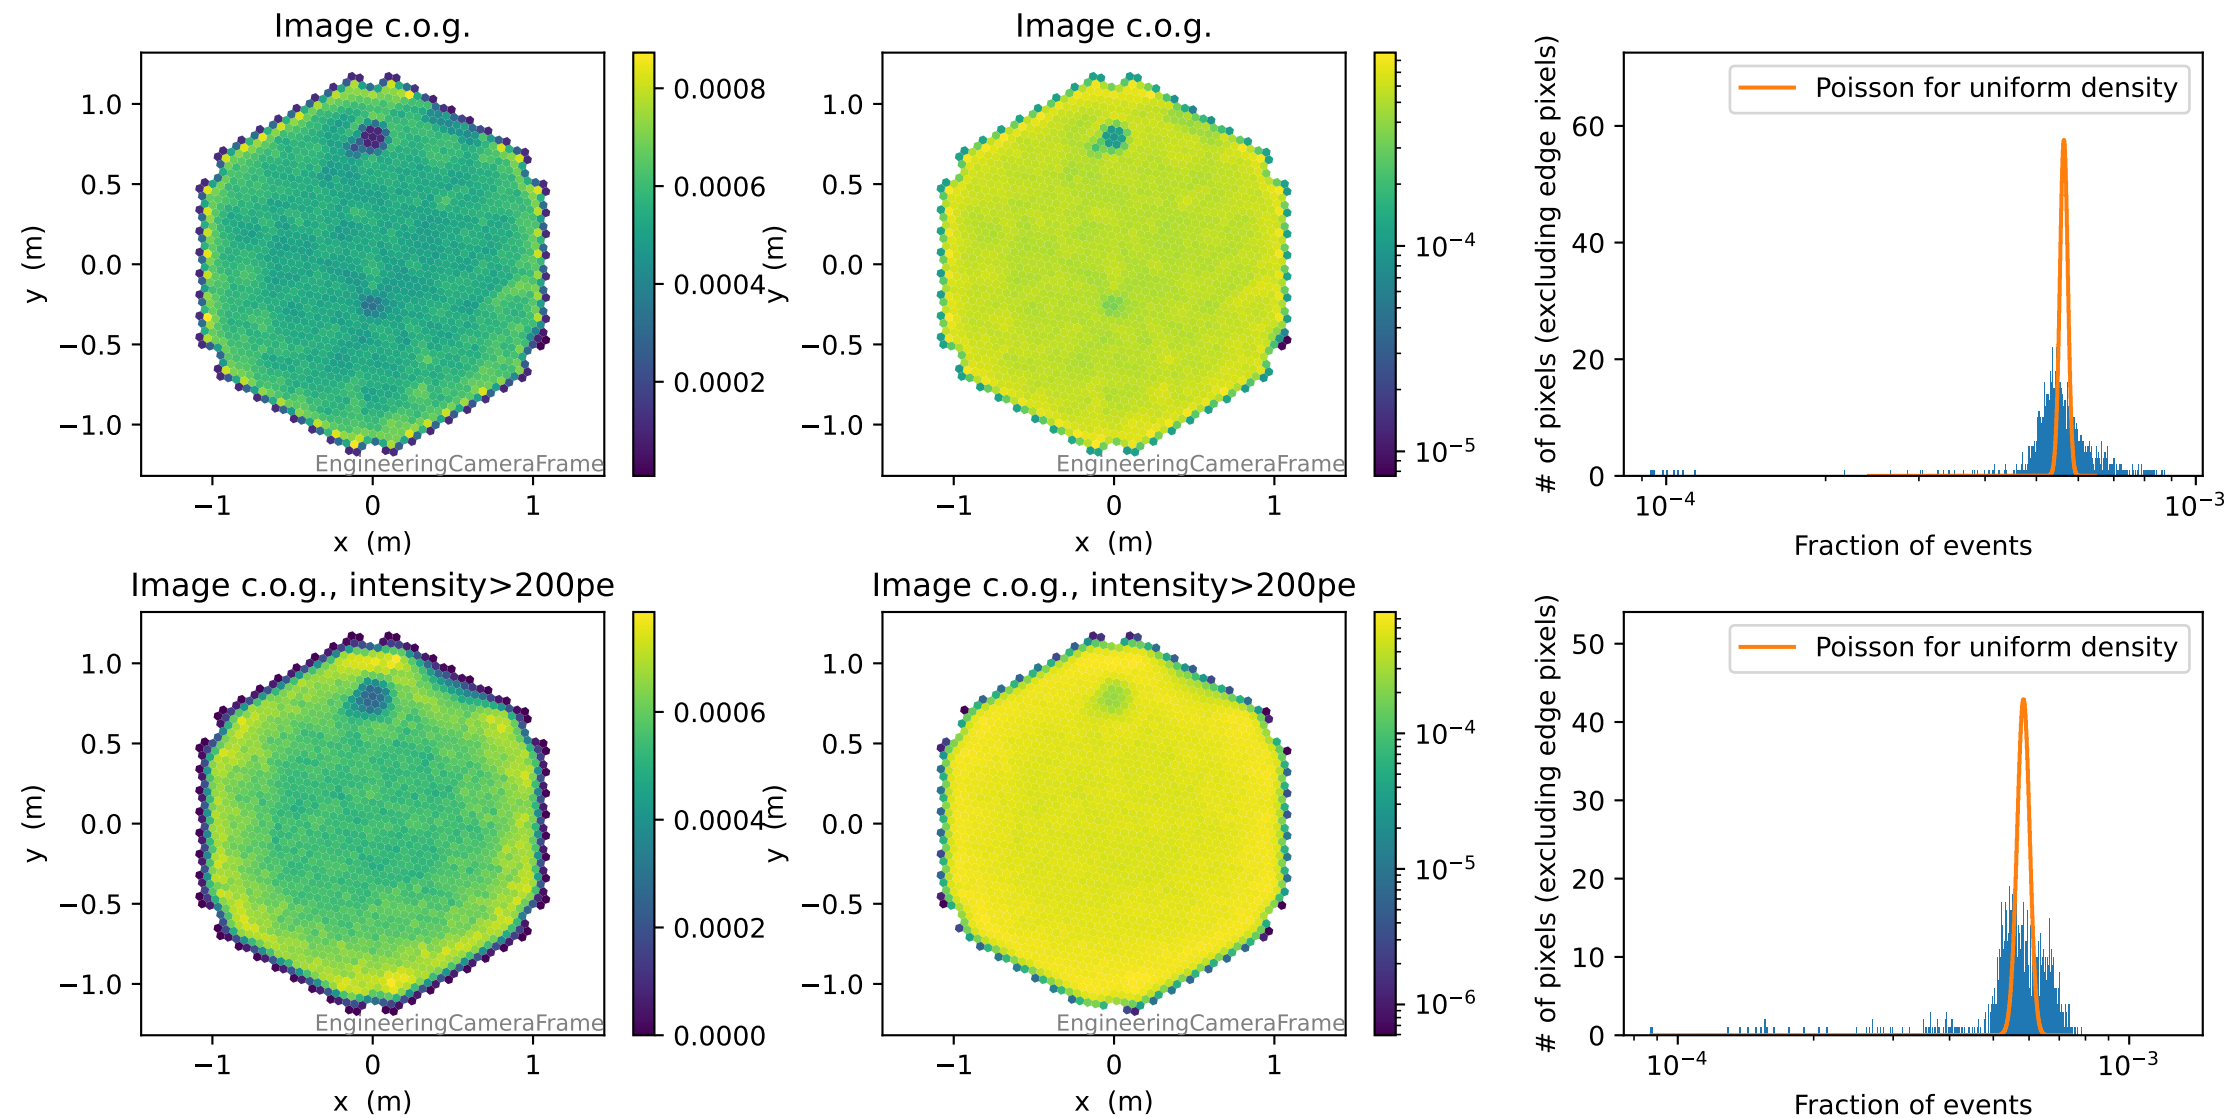 Image c.o.g.
1.0
0.5
0.0
−0.5
−1.0
y (m)
−1
0
1
x (m)
EngineeringCameraFrame
0.0008
0.0006
0.0004
0.0002
Image c.o.g.
1.0
0.5
0.0
−0.5
−1.0
y (m)
−1
0
1
x (m)
EngineeringCameraFrame
10⁻⁴
10⁻⁵
# of pixels (excluding edge pixels)
60
40
20
0
Poisson for uniform density
10⁻⁴
10⁻³
Fraction of events
Image c.o.g., intensity>200pe
1.0
0.5
0.0
−0.5
−1.0
y (m)
−1
0
1
x (m)
EngineeringCameraFrame
0.0006
0.0004
0.0002
0.0000
Image c.o.g., intensity>200pe
1.0
0.5
0.0
−0.5
−1.0
y (m)
−1
0
1
x (m)
EngineeringCameraFrame
10⁻⁴
10⁻⁵
10⁻⁶
# of pixels (excluding edge pixels)
50
40
30
20
10
0
Poisson for uniform density
10⁻⁴
10⁻³
Fraction of events